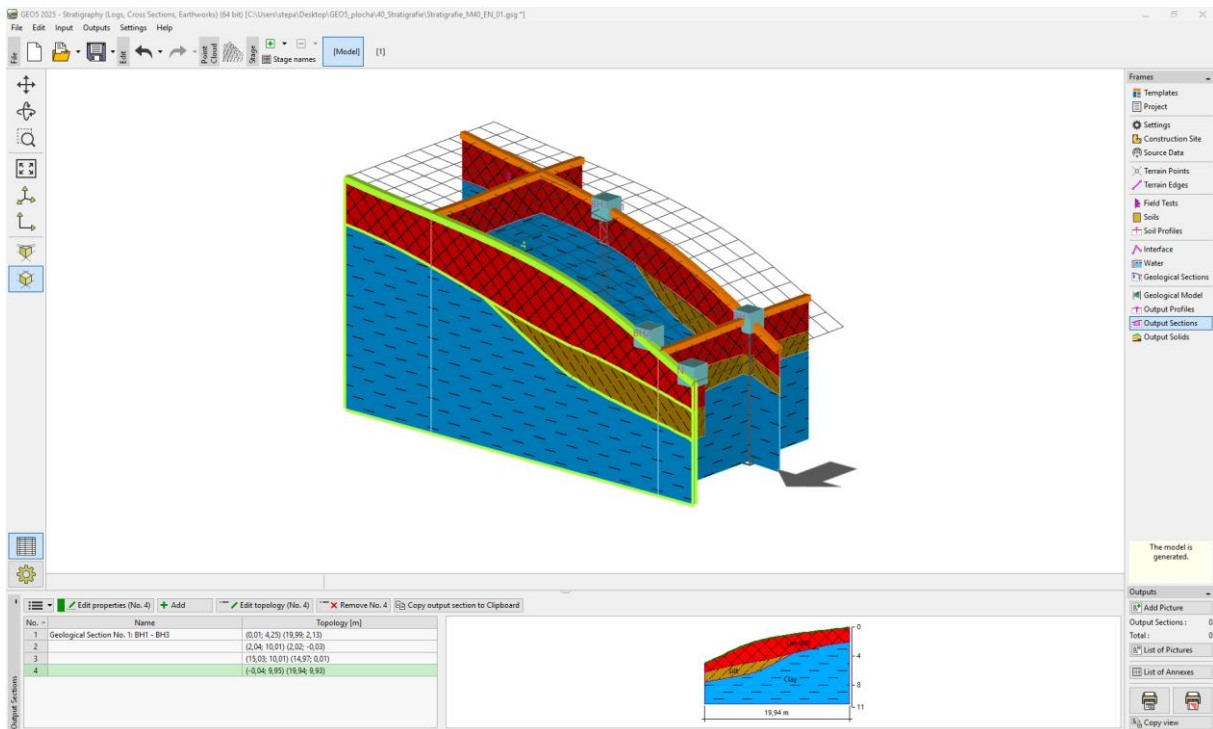 GEO5 2025 - Stratigraphy (Logs, Cross Sections, Earthworks) (64 bit) [C:\Users\stepa\Desktop\GEO5_plocha\40_Stratigrafie\Stratigrafie_M40_EN_01.gsg *]
File Edit Input Outputs Settings Help
File
Edit
Point Cloud
Stage
Stage names
[Model]
[1]
4
Frames
Templates
Project
Settings
Construction Site
Source Data
Terrain Points
Terrain Edges
Field Tests
Soils
Soil Profiles
Interface
Water
Geological Sections
Geological Model
Output Profiles
Output Sections
Output Solids
The model is
generated.
Edit properties (No. 4) Add Edit topology (No. 4) Remove No. 4 Copy output section to Clipboard
No. Name Topology [m]
1 Geological Section No. 1: BH1 - BH3 (0,01; 4,25) (19,99; 2,13)
2 (2,04; 10,01) (2,02; -0,03)
3 (15,03; 10,01) (14,97; 0,01)
4 (-0,04; 9,95) (19,94; 9,93)
Output Sections
0
4
8
11
Silt
Clay
19,94 m
Outputs
Add Picture
Output Sections : 0
Total : 0
List of Pictures
List of Annexes
Copy view